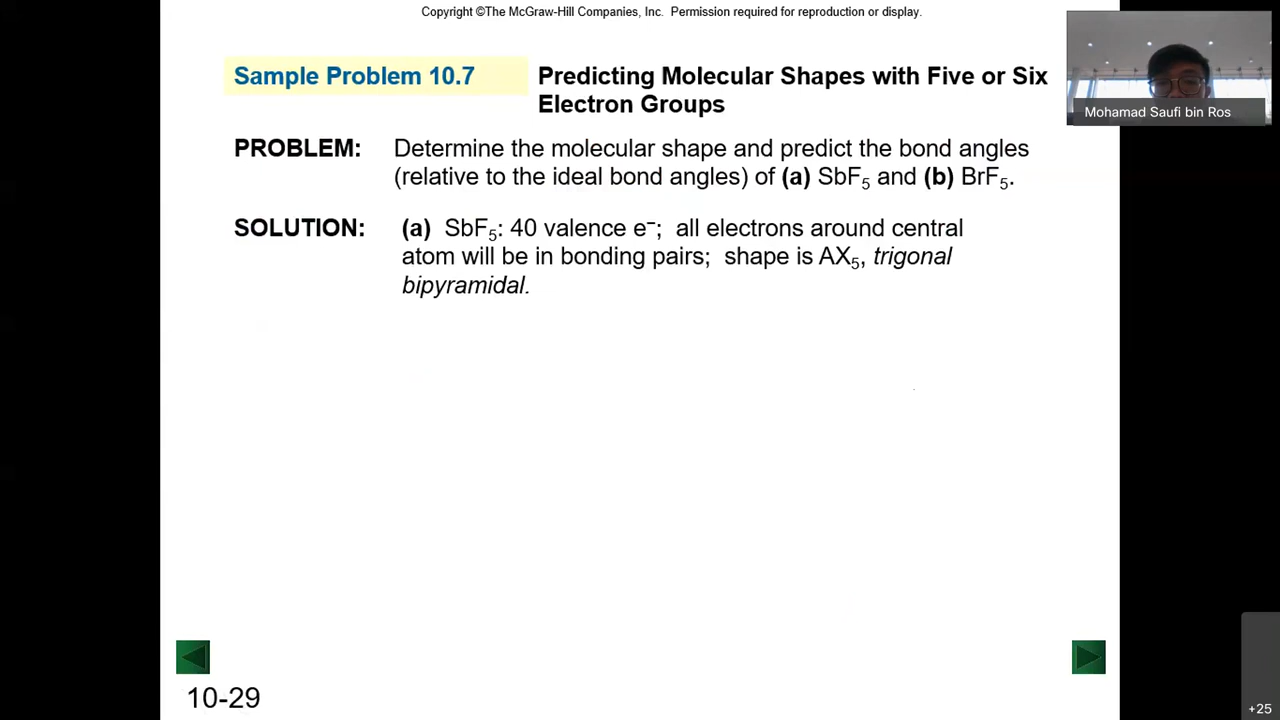 Copyright ©The McGraw-Hill Companies, Inc. Permission required for reproduction or display.
Sample Problem 10.7
Predicting Molecular Shapes with Five or Six
Electron Groups
PROBLEM: Determine the molecular shape and predict the bond angles
(relative to the ideal bond angles) of (a) SbF₅ and (b) BrF₅.
SOLUTION: (a) SbF₅: 40 valence e⁻; all electrons around central
atom will be in bonding pairs; shape is AX₅, trigonal
bipyramidal.
10-29
Mohamad Saufi bin Ros
+25